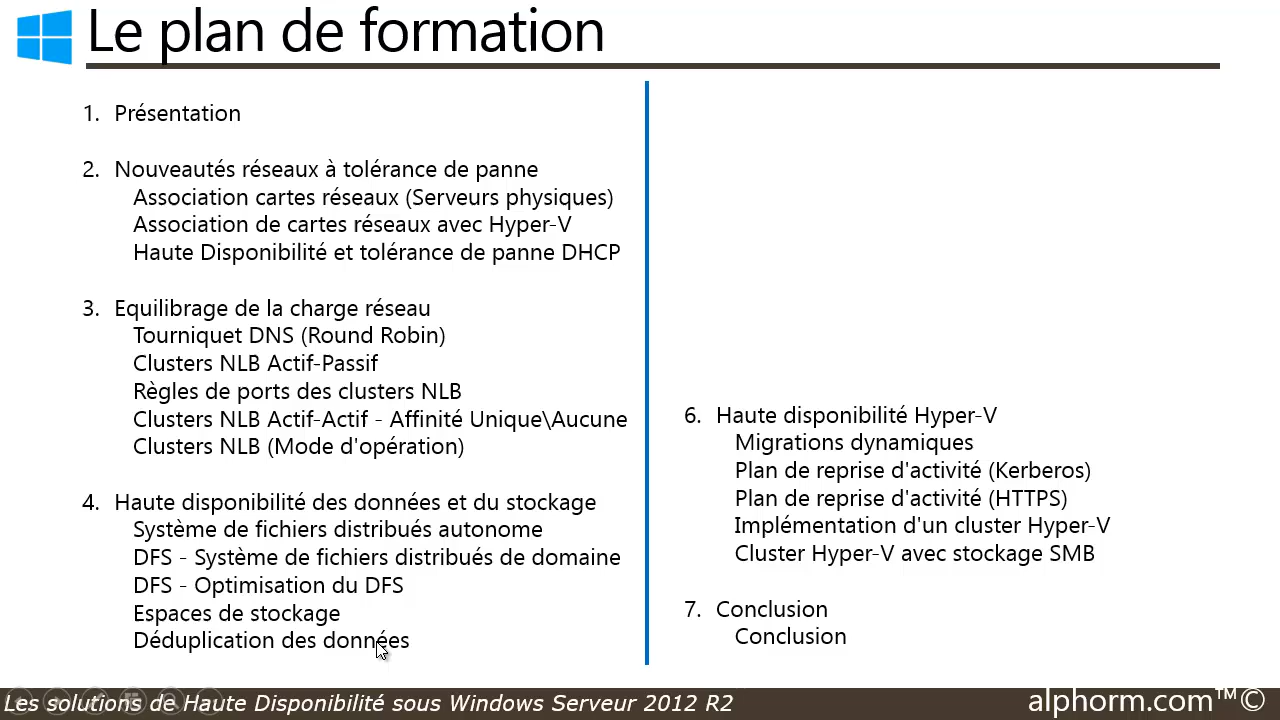 Le plan de formation
1. Présentation
2. Nouveautés réseaux à tolérance de panne
Association cartes réseaux (Serveurs physiques)
Association de cartes réseaux avec Hyper-V
Haute Disponibilité et tolérance de panne DHCP
3. Equilibrage de la charge réseau
Tourniquet DNS (Round Robin)
Clusters NLB Actif-Passif
Règles de ports des clusters NLB
Clusters NLB Actif-Actif - Affinité Unique\Aucune
Clusters NLB (Mode d'opération)
4. Haute disponibilité des données et du stockage
Système de fichiers distribués autonome
DFS - Système de fichiers distribués de domaine
DFS - Optimisation du DFS
Espaces de stockage
Déduplication des données
6. Haute disponibilité Hyper-V
Migrations dynamiques
Plan de reprise d'activité (Kerberos)
Plan de reprise d'activité (HTTPS)
Implémentation d'un cluster Hyper-V
Cluster Hyper-V avec stockage SMB
7. Conclusion
Conclusion
Les solutions de Haute Disponibilité sous Windows Serveur 2012 R2
alphorm.com™©